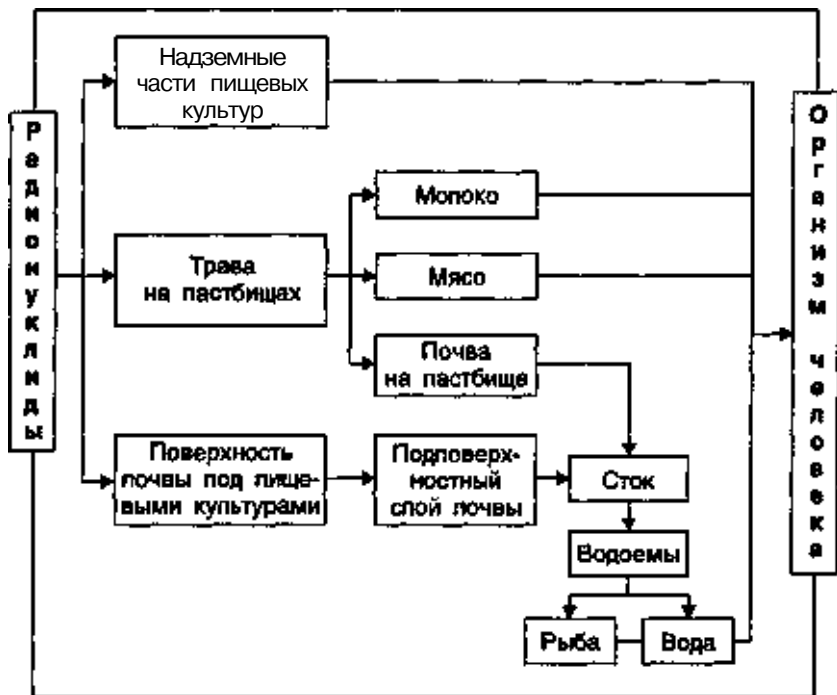 Радионуклиды
Надземные
части пищевых
культур
Трава
на пастбищах
Поверхность
почвы под пище-
выми культурами
Молоко
Мясо
Почва
на пастбище
Подповерх-
ностный
слой почвы
Сток
Водоемы
Рыба
Вода
Организм человека